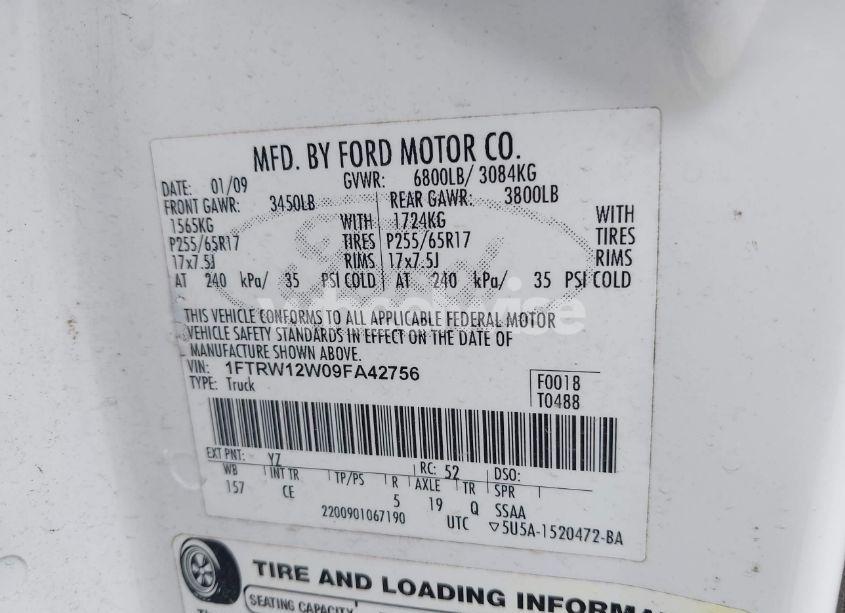 MFD. BY FORD MOTOR CO.
DATE: 01/09 GVWR: 6800LB/ 3084KG
FRONT GAWR: 3450LB REAR GAWR: 3800LB
1565KG WITH 1724KG WITH
P255/65R17 TIRES P255/65R17 TIRES
17x7.5J RIMS 17x7.5J RIMS
AT 240 kPa/ 35 PSI COLD AT 240 kPa/ 35 PSI COLD
THIS VEHICLE CONFORMS TO ALL APPLICABLE FEDERAL MOTOR
VEHICLE SAFETY STANDARDS IN EFFECT ON THE DATE OF
MANUFACTURE SHOWN ABOVE.
VIN: 1FTRW12W09FA42756
TYPE: Truck
F0018
T0488
EXT PNT: YZ RC: 52 DSO:
WB INT TR TP/PS R AXLE TR SPR
157 CE 5 19 Q SSAA
2200901067190 UTC ▽5U5A-1520472-BA
TIRE AND LOADING INFORMA
SEATING CAPACITY